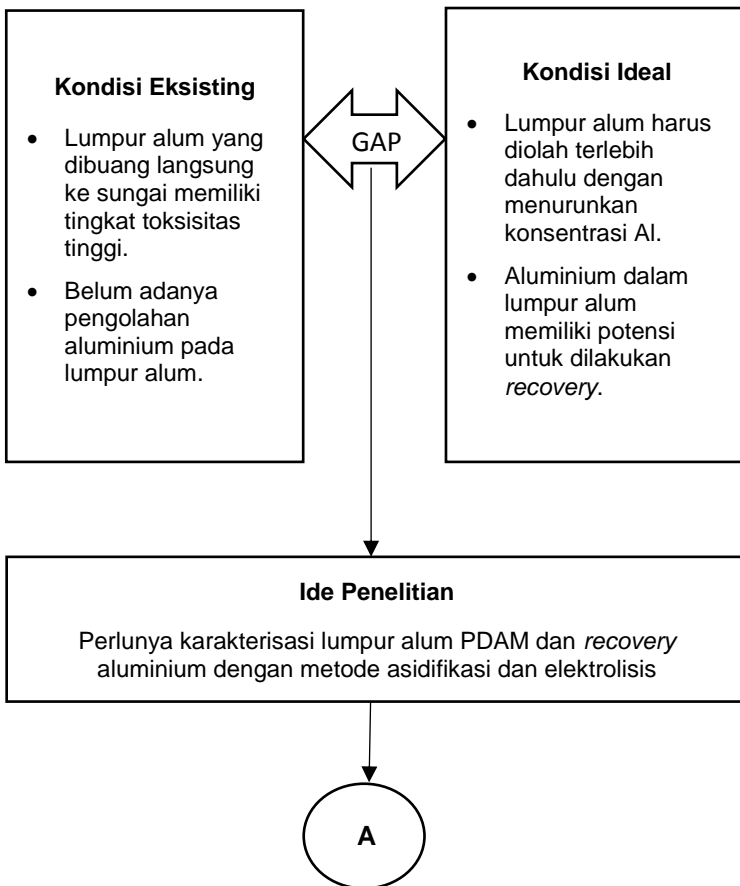 Kondisi Eksisting
• Lumpur alum yang
dibuang langsung
ke sungai memiliki
tingkat toksisitas
tinggi.
• Belum adanya
pengolahan
aluminium pada
lumpur alum.
GAP
Kondisi Ideal
• Lumpur alum harus
diolah terlebih
dahulu dengan
menurunkan
konsentrasi Al.
• Aluminium dalam
lumpur alum
memiliki potensi
untuk dilakukan
recovery.
Ide Penelitian
Perlunya karakterisasi lumpur alum PDAM dan recovery
aluminium dengan metode asidifikasi dan elektrolisis
A